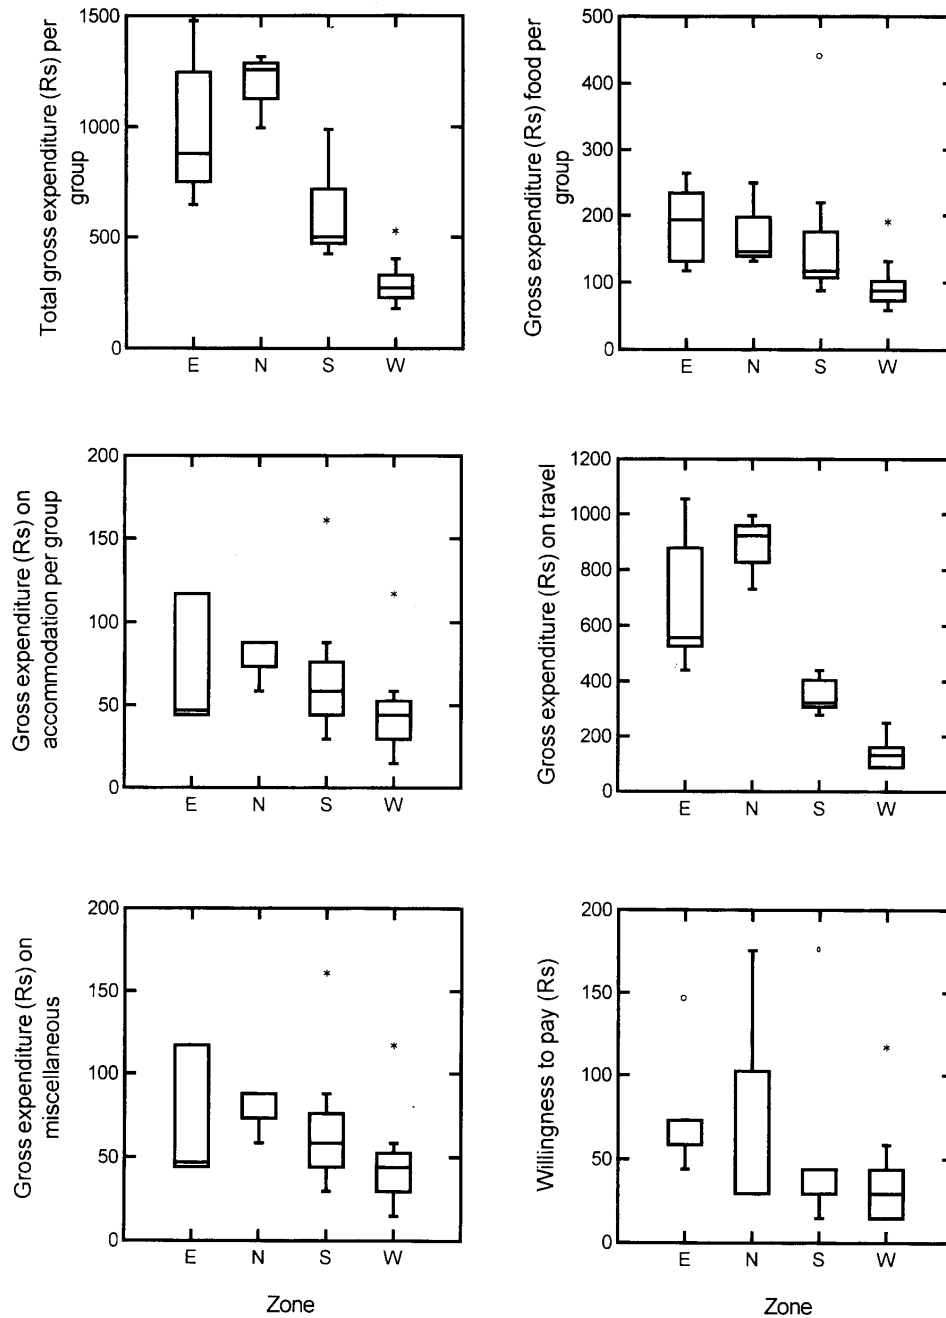 Total gross expenditure (Rs) per
group
1500
1000
500
0
E N S W
Gross expenditure (Rs) food per
group
500
400
300
200
100
0
E N S W
Gross expenditure (Rs) on
accommodation per group
200
150
100
50
0
E N S W
Gross expenditure (Rs) on travel
1200
1000
800
600
400
200
0
E N S W
Gross expenditure (Rs) on
miscellaneous
200
150
100
50
0
E N S W
Zone
Willingness to pay (Rs)
200
150
100
50
0
E N S W
Zone